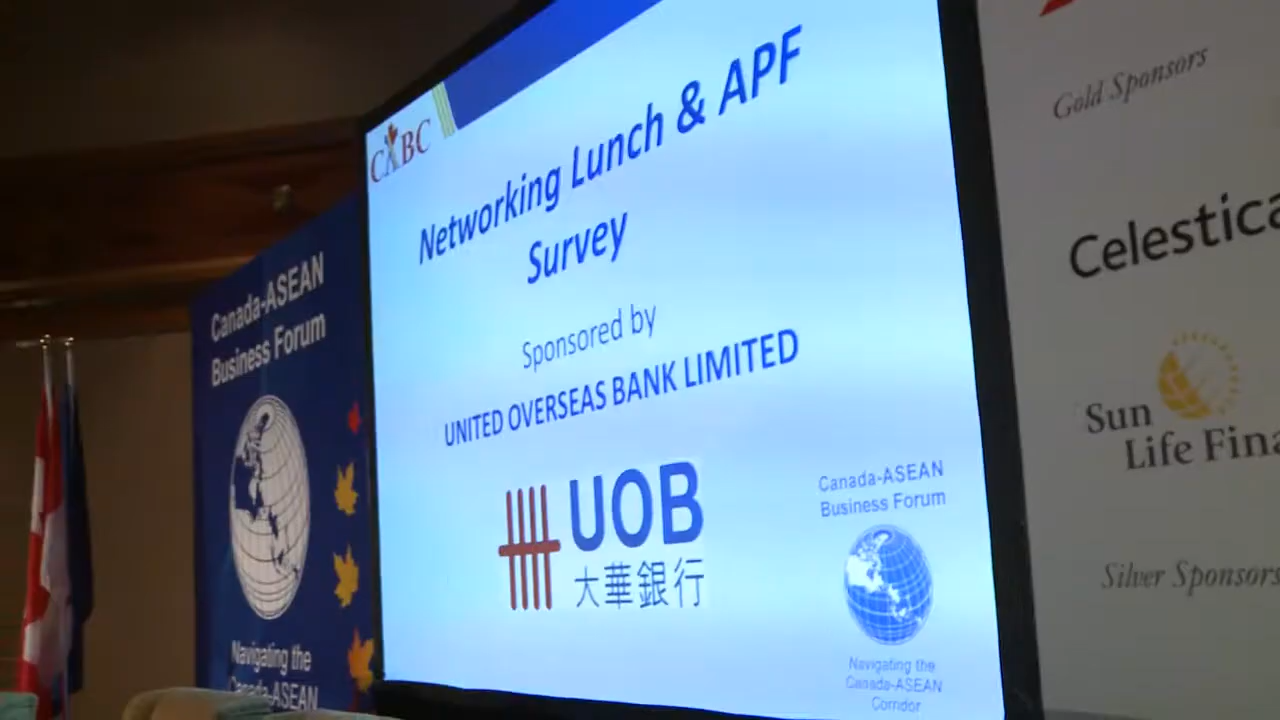 Canada-ASEAN
Business Forum
Navigating the
Canada-ASEAN
CABC
Networking Lunch & APF
Survey
Sponsored by
UNITED OVERSEAS BANK LIMITED
UOB
大華銀行
Canada-ASEAN
Business Forum
Navigating the
Canada-ASEAN
Corridor
Gold Sponsors
Celestica
Sun
Life Fina
Silver Sponsors